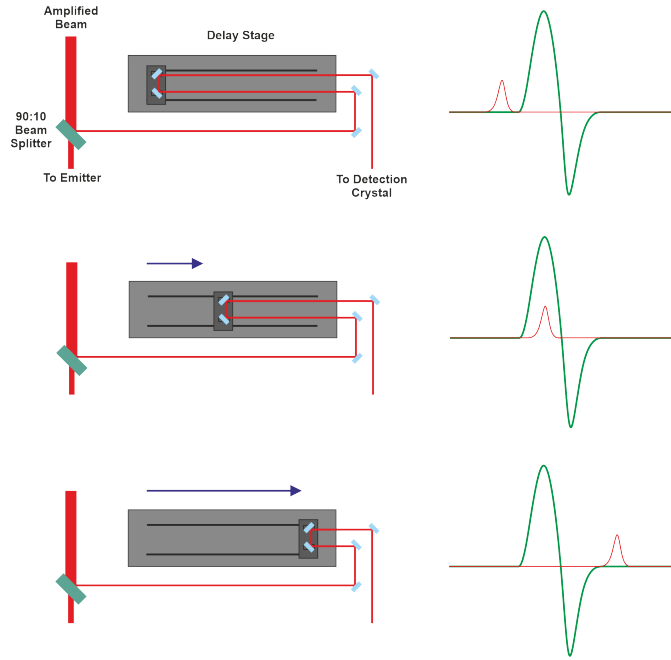 Amplified
Beam
Delay Stage
90:10
Beam
Splitter
To Emitter
To Detection
Crystal